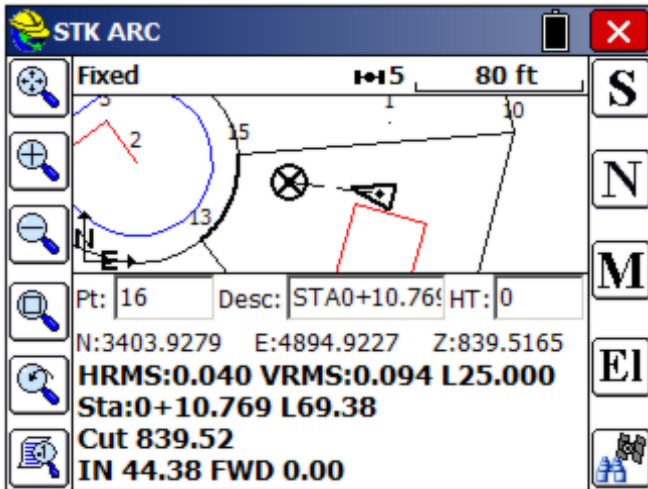 STK ARC
Fixed 5 80 ft
S
1
10
3
2
15
N
13
N
E
M
Pt: 16 Desc: STA0+10.769 HT: 0
N:3403.9279 E:4894.9227 Z:839.5165
El
HRMS:0.040 VRMS:0.094 L25.000
Sta:0+10.769 L69.38
Cut 839.52
IN 44.38 FWD 0.00